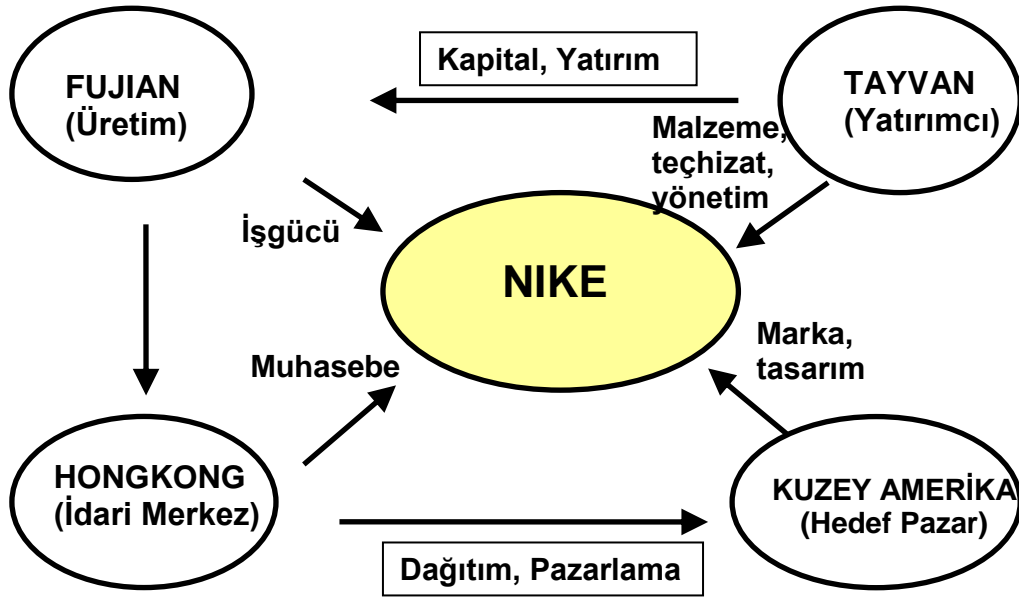 Kapital, Yatırım
FUJIAN
(Üretim)
TAYVAN
(Yatırımcı)
Malzeme,
teçhizat,
yönetim
İşgücü
NIKE
Muhasebe
Marka,
tasarım
HONGKONG
(İdari Merkez)
KUZEY AMERİKA
(Hedef Pazar)
Dağıtım, Pazarlama